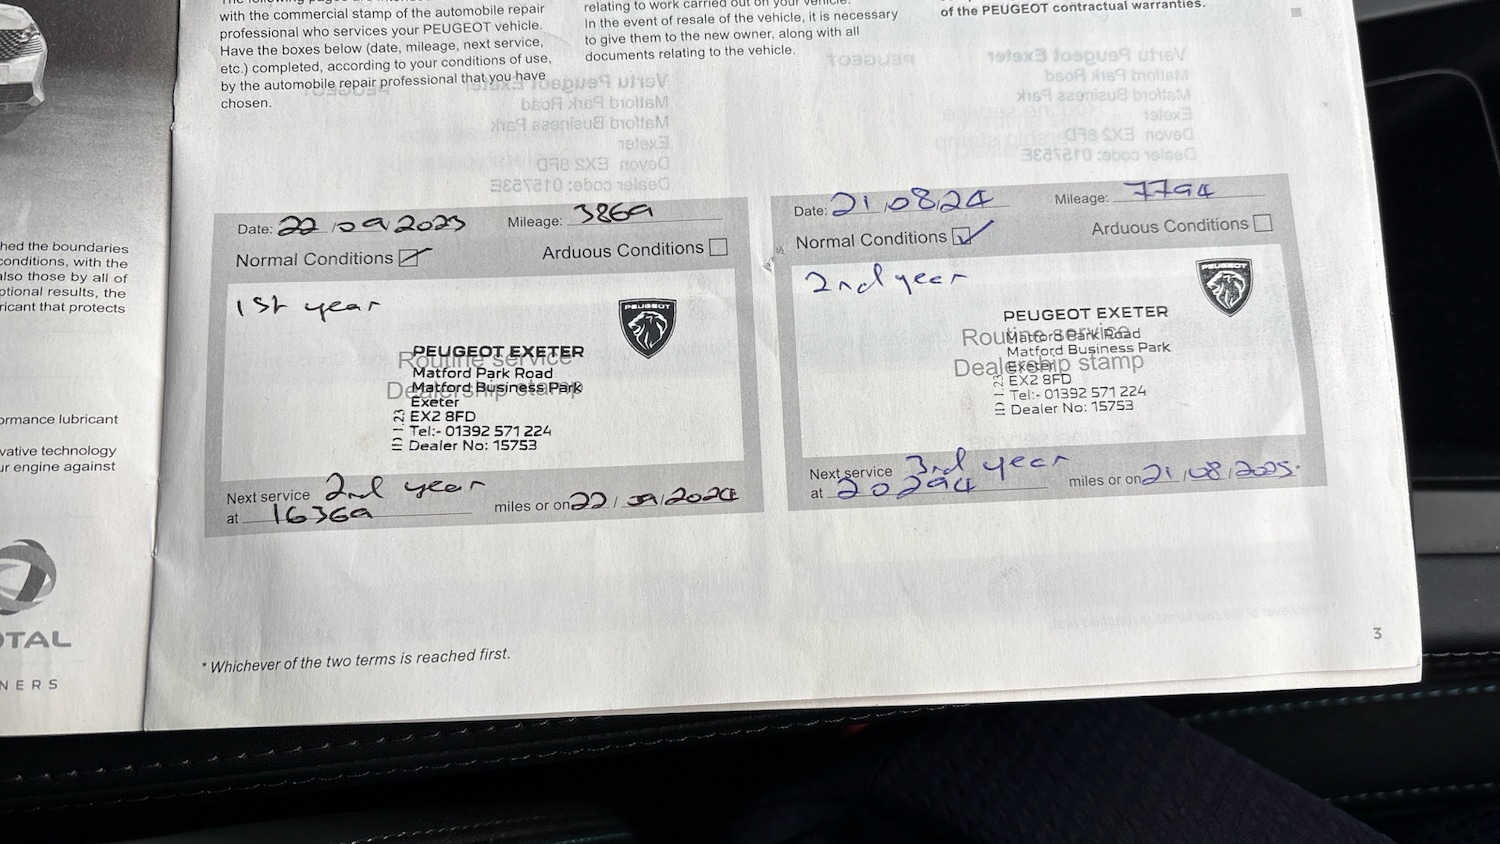 with the commercial stamp of the automobile repair
professional who services your PEUGEOT vehicle.
Have the boxes below (date, mileage, next service,
etc.) completed, according to your conditions of use,
by the automobile repair professional that you have
chosen.
relating to work carried out on your vehicle.
In the event of resale of the vehicle, it is necessary
to give them to the new owner, along with all
documents relating to the vehicle.
of the PEUGEOT contractual warranties.
hed the boundaries
conditions, with the
also those by all of
ptional results, the
ricant that protects
ormance lubricant
vative technology
ur engine against
OTAL
NERS
Date: 22/09/2023 Mileage: 3869
Normal Conditions Arduous Conditions
1st year
PEUGEOT
Routine service
Dealership stamp
PEUGEOT EXETER
Matford Park Road
Matford Business Park
Exeter
EX2 8FD
Tel:- 01392 571 224
Dealer No: 15753
Next service 2nd year
at 16369 miles or on 22/09/2024
Date: 21/08/24 Mileage: 7794
Normal Conditions Arduous Conditions
2nd year
PEUGEOT
Routine service
Dealership stamp
PEUGEOT EXETER
Matford Park Road
Matford Business Park
Exeter
EX2 8FD
Tel:- 01392 571 224
Dealer No: 15753
Next service 3rd year
at 20294 miles or on 21/08/2025.
* Whichever of the two terms is reached first.
3